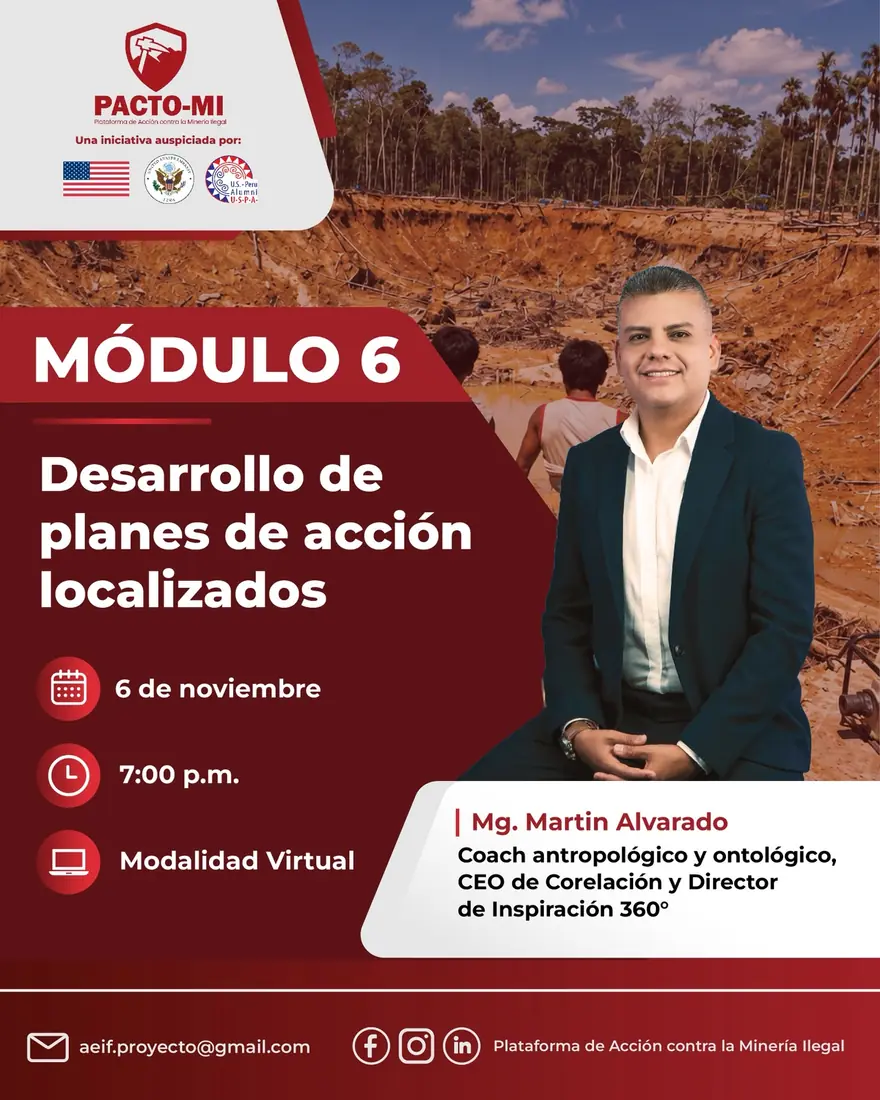 PACTO-MI
Plataforma de Acción contra la Minería Ilegal
Una iniciativa auspiciada por:
U.S.-Peru
Alumni
U-S-P-A-
MÓDULO 6
Desarrollo de
planes de acción
localizados
6 de noviembre
7:00 p.m.
Modalidad Virtual
Mg. Martin Alvarado
Coach antropológico y ontológico,
CEO de Corelación y Director
de Inspiración 360°
aeif.proyecto@gmail.com
Plataforma de Acción contra la Minería Ilegal